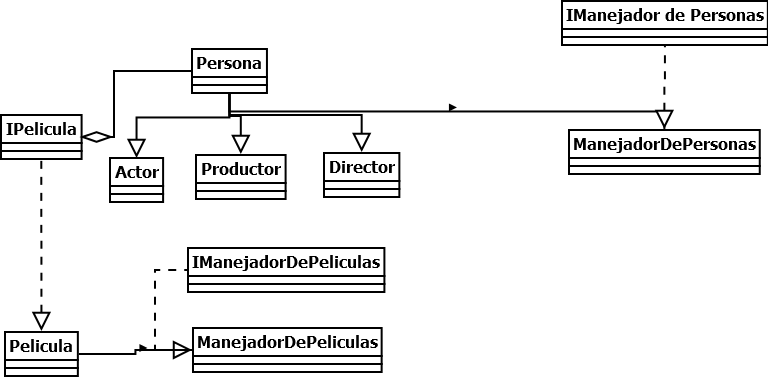 IManejador de Personas
Persona
IPelicula
ManejadorDePersonas
Actor
Productor
Director
IManejadorDePeliculas
Pelicula
ManejadorDePeliculas